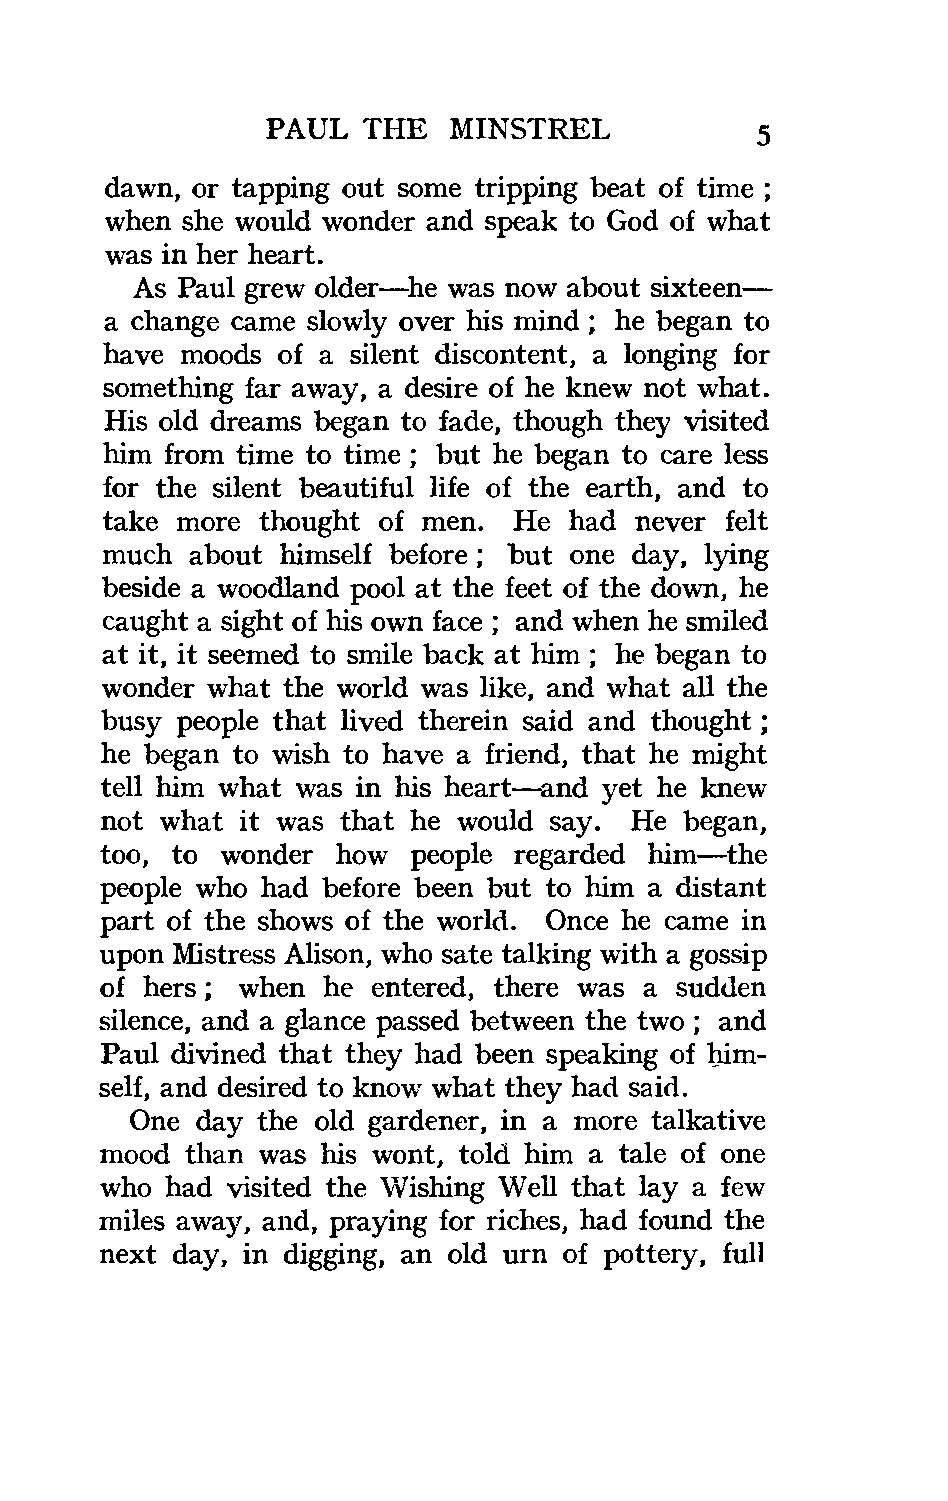 PAUL THE MINSTREL 5
dawn, or tapping out some tripping beat of time ;
when she would wonder and speak to God of what
was in her heart.
As Paul grew older—he was now about sixteen—
a change came slowly over his mind ; he began to
have moods of a silent discontent, a longing for
something far away, a desire of he knew not what.
His old dreams began to fade, though they visited
him from time to time ; but he began to care less
for the silent beautiful life of the earth, and to
take more thought of men. He had never felt
much about himself before ; but one day, lying
beside a woodland pool at the feet of the down, he
caught a sight of his own face ; and when he smiled
at it, it seemed to smile back at him ; he began to
wonder what the world was like, and what all the
busy people that lived therein said and thought ;
he began to wish to have a friend, that he might
tell him what was in his heart—and yet he knew
not what it was that he would say. He began,
too, to wonder how people regarded him—the
people who had before been but to him a distant
part of the shows of the world. Once he came in
upon Mistress Alison, who sate talking with a gossip
of hers ; when he entered, there was a sudden
silence, and a glance passed between the two ; and
Paul divined that they had been speaking of him-
self, and desired to know what they had said.
One day the old gardener, in a more talkative
mood than was his wont, told him a tale of one
who had visited the Wishing Well that lay a few
miles away, and, praying for riches, had found the
next day, in digging, an old urn of pottery, full